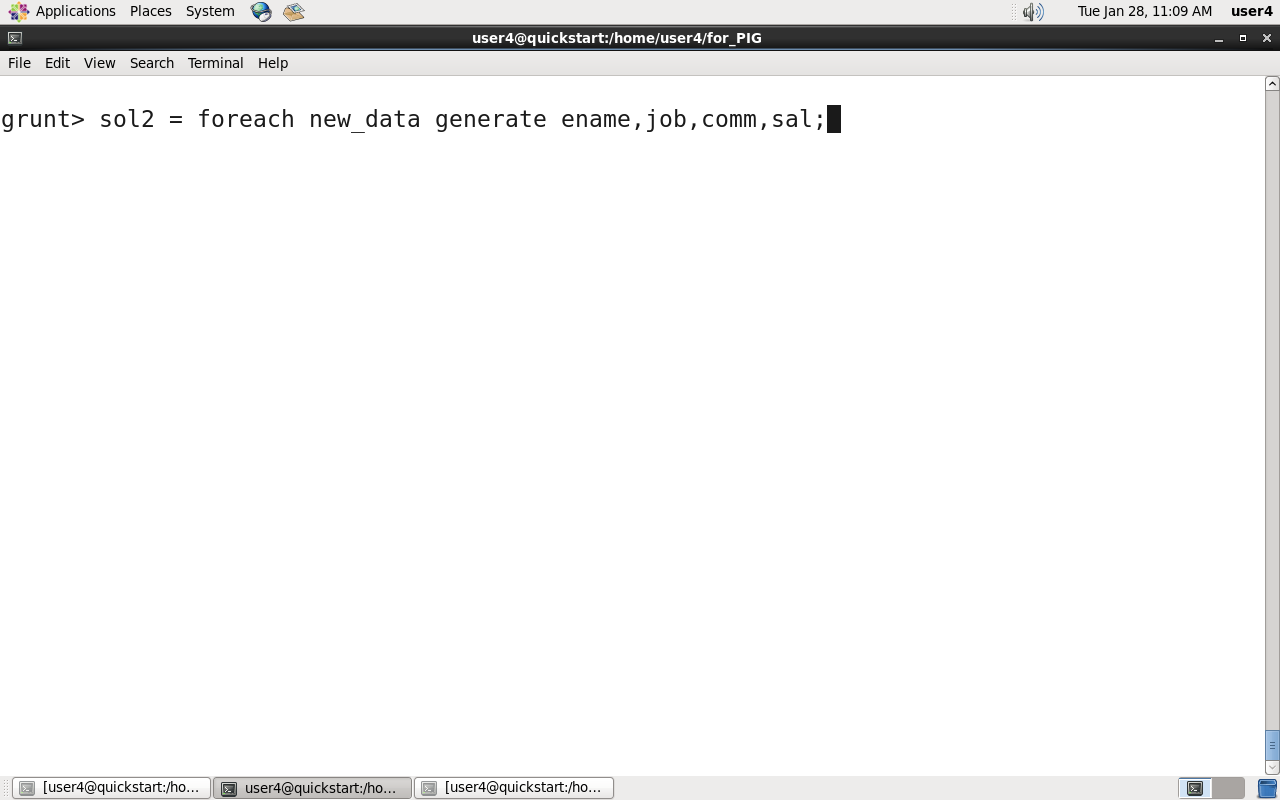 Applications Places System Tue Jan 28, 11:09 AM user4
user4@quickstart:/home/user4/for_PIG
File Edit View Search Terminal Help
grunt> sol2 = foreach new_data generate ename,job,comm,sal;
[user4@quickstart:/ho... user4@quickstart:/ho... [user4@quickstart:/ho...